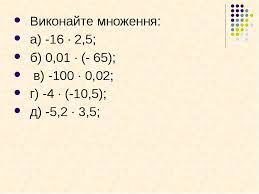 Виконайте множення:
а) -16 · 2,5;
б) 0,01 · (- 65);
в) -100 · 0,02;
г) -4 · (-10,5);
д) -5,2 · 3,5;